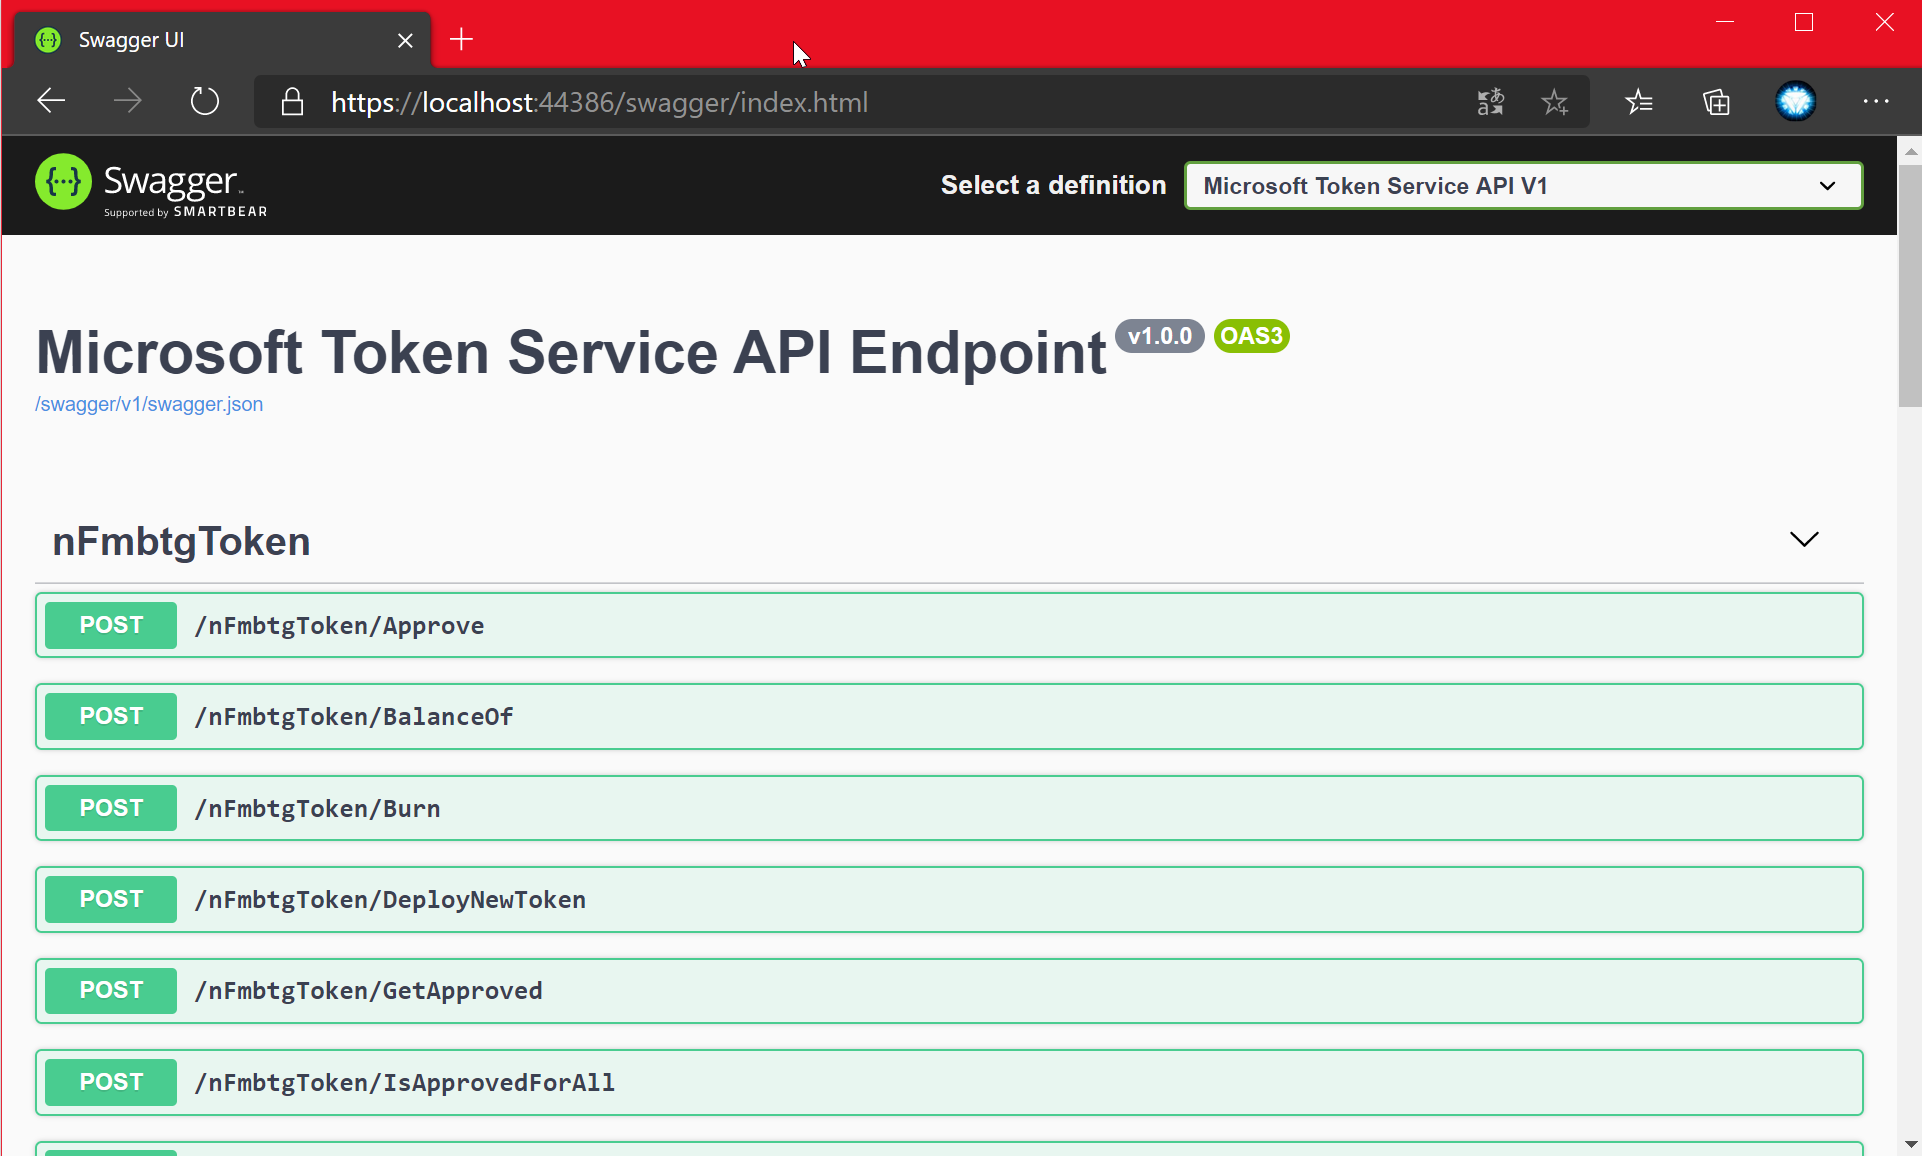 Swagger UI
https://localhost:44386/swagger/index.html
Swagger
Supported by SMARTBEAR
Select a definition
Microsoft Token Service API V1
Microsoft Token Service API Endpoint v1.0.0 OAS3
/swagger/v1/swagger.json
nFmbtgToken
POST /nFmbtgToken/Approve
POST /nFmbtgToken/BalanceOf
POST /nFmbtgToken/Burn
POST /nFmbtgToken/DeployNewToken
POST /nFmbtgToken/GetApproved
POST /nFmbtgToken/IsApprovedForAll